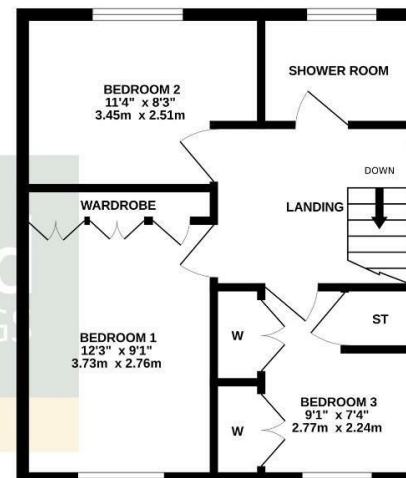 BEDROOM 2
11'4" x 8'3"
3.45m x 2.51m
SHOWER ROOM
DOWN
WARDROBE
LANDING
BEDROOM 1
12'3" x 9'1"
3.73m x 2.76m
W
ST
W
BEDROOM 3
9'1" x 7'4"
2.77m x 2.24m